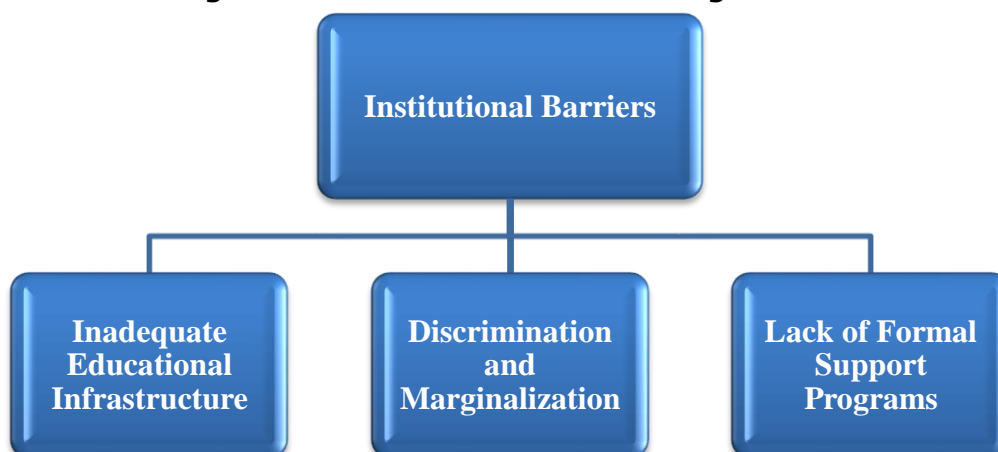 Institutional Barriers
Inadequate
Educational
Infrastructure
Discrimination
and
Marginalization
Lack of Formal
Support
Programs